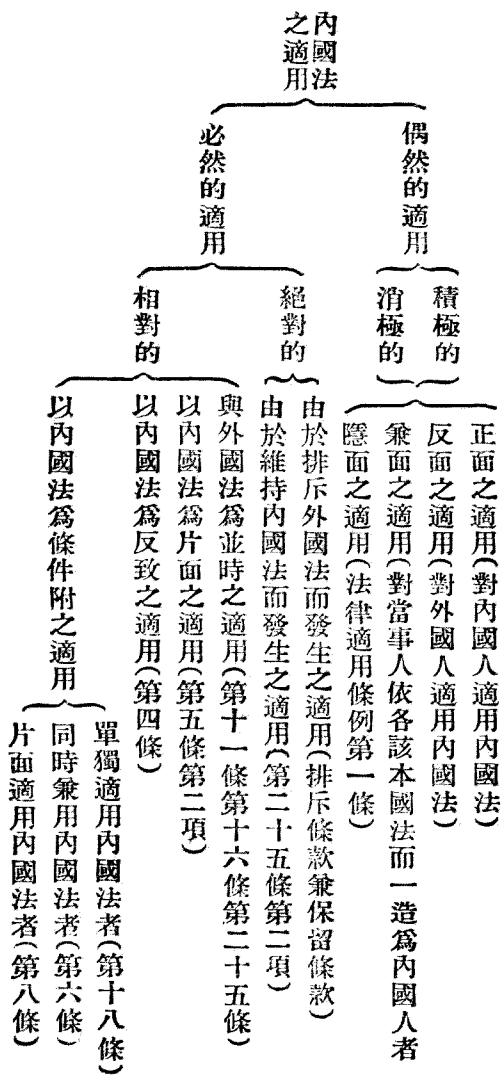 內國法
之適用
偶然的適用
積極的
消極的
正面之適用(對內國人適用內國法)
反面之適用(對外國人適用內國法)
兼面之適用(對當事人依各該本國法而一造爲內國人者
隱面之適用(法律適用條例第一條)
必然的適用
絕對的
由於排斥外國法而發生之適用(排斥條款兼保留條款)
由於維持內國法而發生之適用(第二十五條第二項)
相對的
與外國法爲並時之適用(第十一條第十六條第二十五條)
以內國法爲片面之適用(第五條第二項)
以內國法爲反致之適用(第四條)
以內國法爲條件附之適用
單獨適用內國法者(第十八條)
同時兼用內國法者(第六條)
片面適用內國法者(第八條)